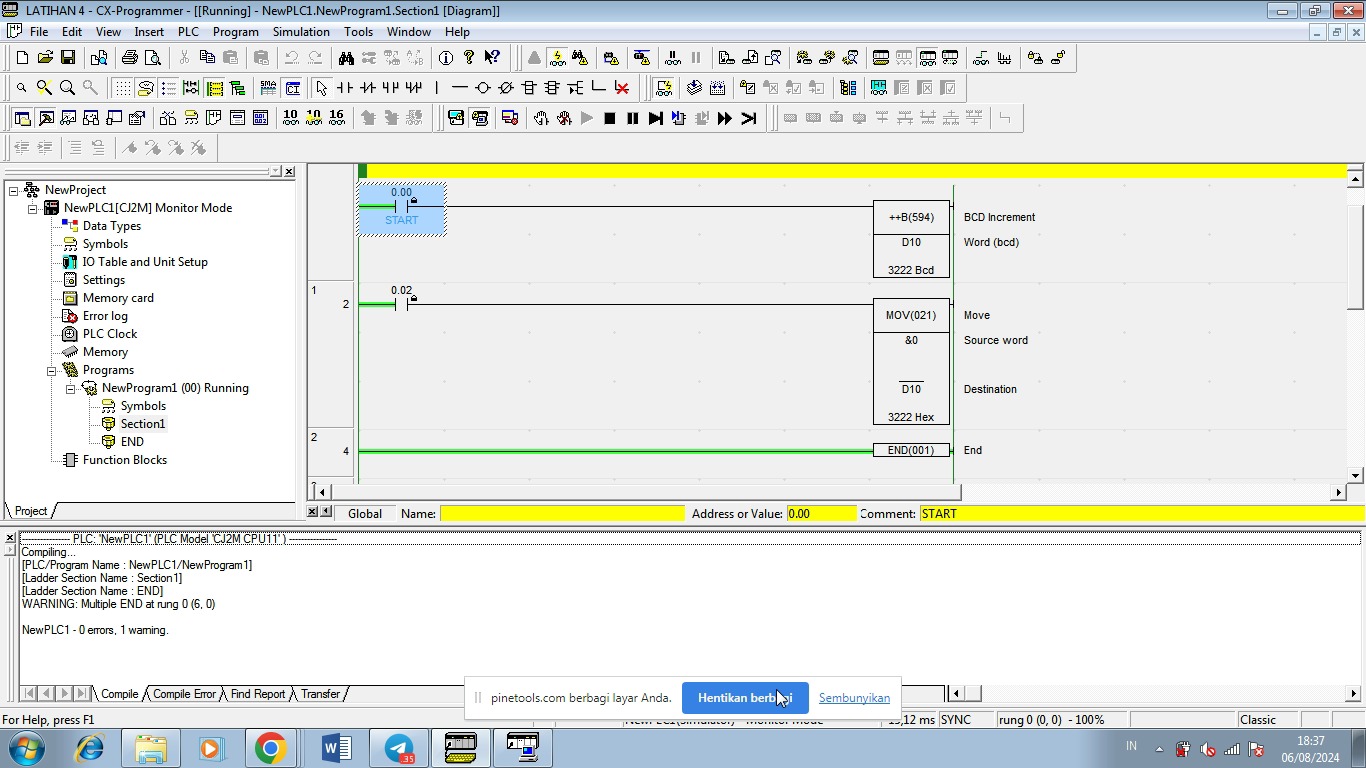 LATIHAN 4 - CX-Programmer - [[Running] - NewPLC1.NewProgram1.Section1 [Diagram]]
File Edit View Insert PLC Program Simulation Tools Window Help
10 10 16
NewProject
NewPLC1[CJ2M] Monitor Mode
Data Types
Symbols
IO Table and Unit Setup
Settings
Memory card
Error log
PLC Clock
Memory
Programs
NewProgram1 (00) Running
Symbols
Section1
END
Function Blocks
Project
0.00
START
++B(594) BCD Increment
D10 Word (bcd)
3222 Bcd
1
2
0.02
MOV(021) Move
&0 Source word
D10 Destination
3222 Hex
2
4
END(001) End
Global Name: Address or Value: 0.00 Comment: START
---------------- PLC: 'NewPLC1' (PLC Model 'CJ2M CPU11' ) ----------------
Compiling...
[PLC/Program Name : NewPLC1/NewProgram1]
[Ladder Section Name : Section1]
[Ladder Section Name : END]
WARNING: Multiple END at rung 0 (6, 0)
NewPLC1 - 0 errors, 1 warning.
Compile Compile Error Find Report Transfer
pinetools.com berbagi layar Anda. Hentikan berbagi Sembunyikan
For Help, press F1 SYNC rung 0 (0, 0) - 100% Classic
35
IN
18:37
06/08/2024